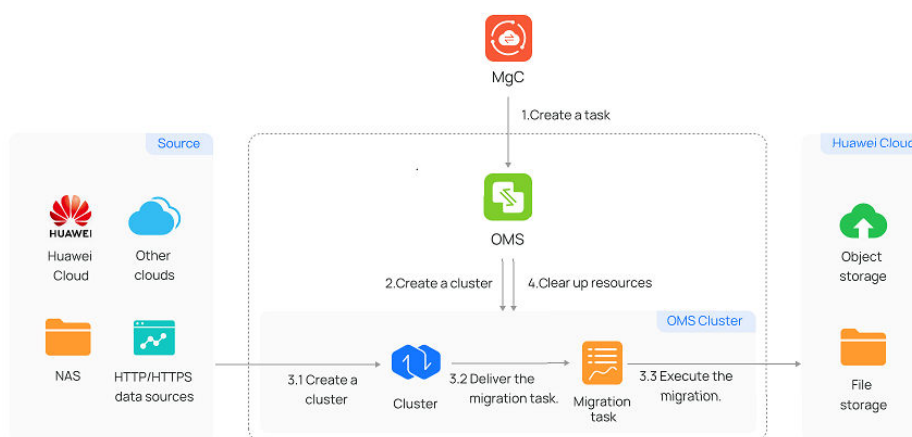 MgC
1.Create a task
Source
Huawei Cloud
HUAWEI
Huawei
Cloud
Other
clouds
OMS
Object
storage
2.Create a cluster
4.Clear up resources
OMS Cluster
NAS
HTTP/HTTPS
data sources
3.1 Create a
cluster
Cluster
3.2 Deliver the
migration task.
Migration
task
3.3 Execute the
migration.
File
storage